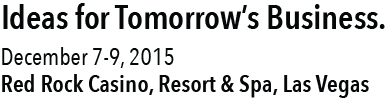 Ideas for Tomorrow’s Business.
December 7-9, 2015
Red Rock Casino, Resort & Spa, Las Vegas